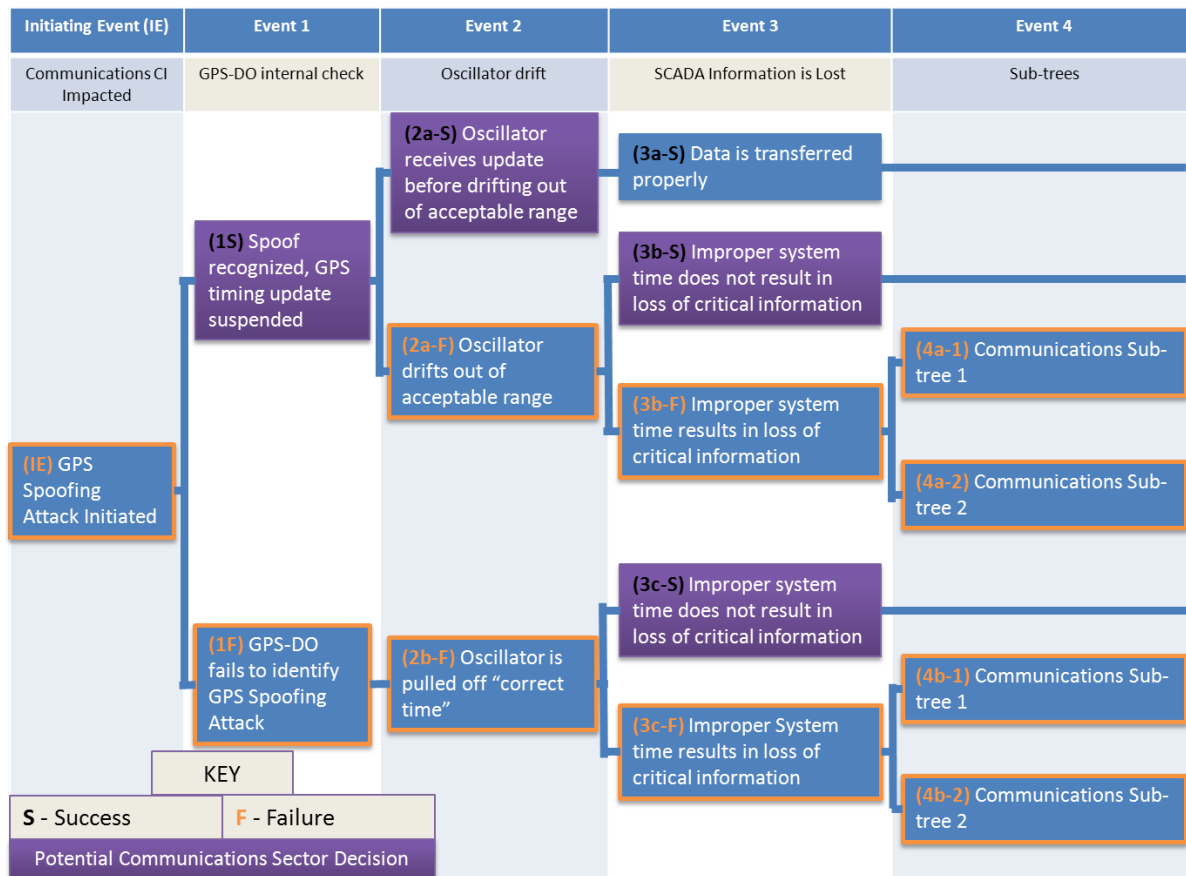 Initiating Event (IE)
Event 1
Event 2
Event 3
Event 4
Communications CI
Impacted
GPS-DO internal check
Oscillator drift
SCADA Information is Lost
Sub-trees
(IE) GPS
Spoofing
Attack Initiated
(1S) Spoof
recognized, GPS
timing update
suspended
(1F) GPS-DO
fails to identify
GPS Spoofing
Attack
(2a-S) Oscillator
receives update
before drifting out
of acceptable range
(2a-F) Oscillator
drifts out of
acceptable range
(2b-F) Oscillator is
pulled off “correct
time”
(3a-S) Data is transferred
properly
(3b-S) Improper system
time does not result in
loss of critical information
(3b-F) Improper system
time results in loss of
critical information
(3c-S) Improper system
time does not result in
loss of critical information
(3c-F) Improper System
time results in loss of
critical information
(4a-1) Communications Sub-
tree 1
(4a-2) Communications Sub-
tree 2
(4b-1) Communications Sub-
tree 1
(4b-2) Communications Sub-
tree 2
KEY
S - Success
F - Failure
Potential Communications Sector Decision